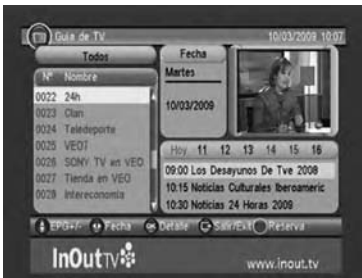 Guía de TV 10/03/2009 10:07
Todos
Nº Nombre
0022 24h
0023 Clan
0024 Teledeporte
0025 VEO7
0026 SONY TV en VEO
0027 Tienda en VEO
0028 Intereconomia
Fecha
Martes
10/03/2009
Hoy 11 12 13 14 15 16
09:00 Los Desayunos De Tve 2008
10:15 Noticias Culturales Iberoameric
10:30 Noticias 24 Horas 2009
EPG+/- Fecha OK Detalle Salir/Exit Reserva
InOutTV www.inout.tv